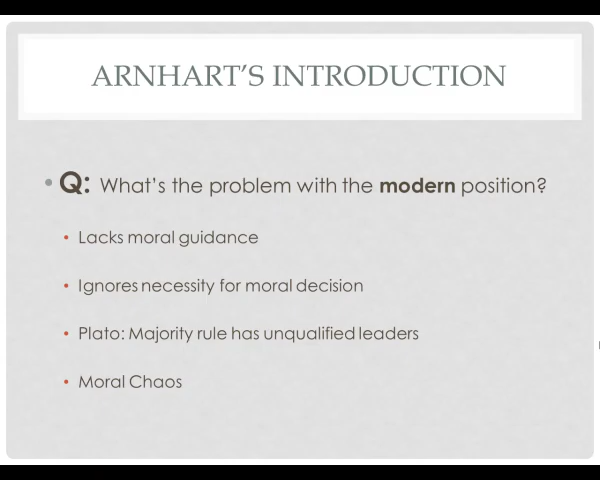 ARNHART’S INTRODUCTION
• Q: What’s the problem with the modern position?
• Lacks moral guidance
• Ignores necessity for moral decision
• Plato: Majority rule has unqualified leaders
• Moral Chaos